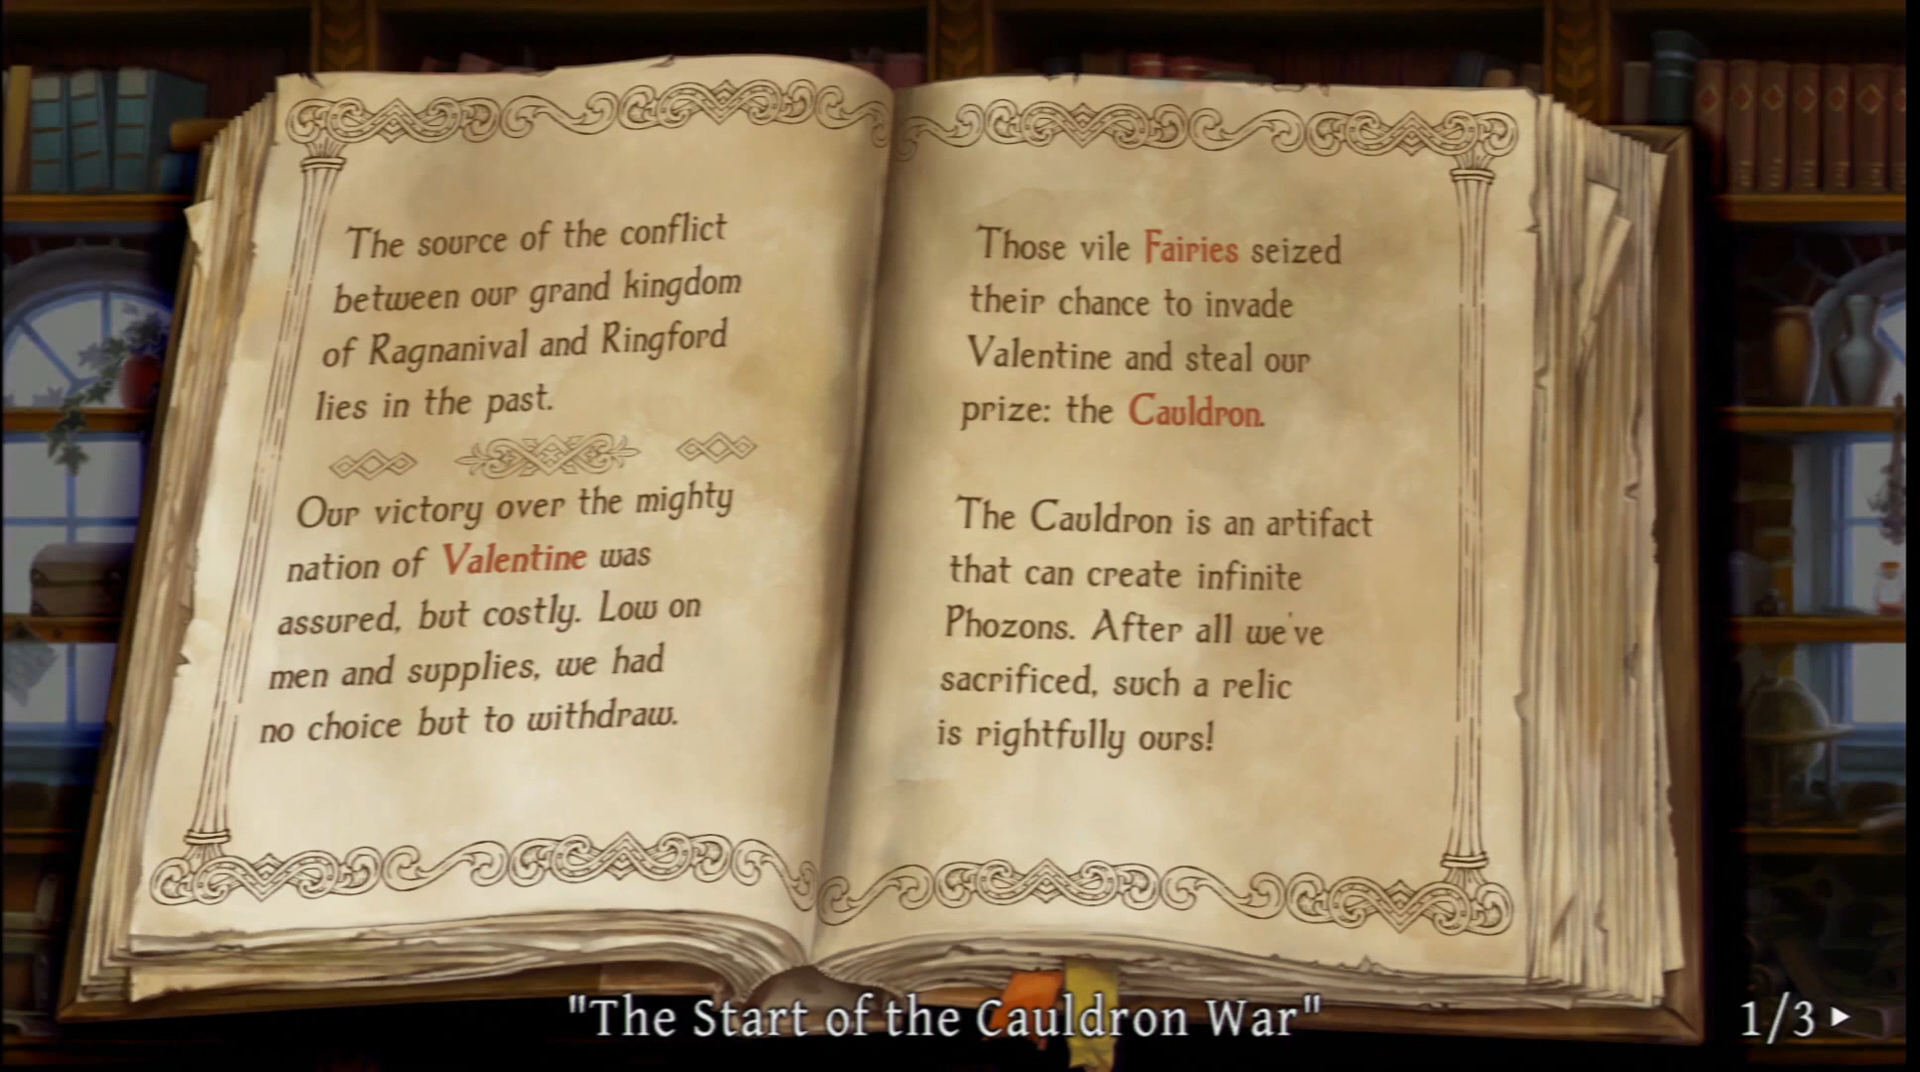 The source of the conflict
between our grand kingdom
of Ragnanival and Ringford
lies in the past.
Our victory over the mighty
nation of Valentine was
assured, but costly. Low on
men and supplies, we had
no choice but to withdraw.
Those vile Fairies seized
their chance to invade
Valentine and steal our
prize: the Cauldron.
The Cauldron is an artifact
that can create infinite
Phozons. After all we've
sacrificed, such a relic
is rightfully ours!
"The Start of the Cauldron War"
1/3